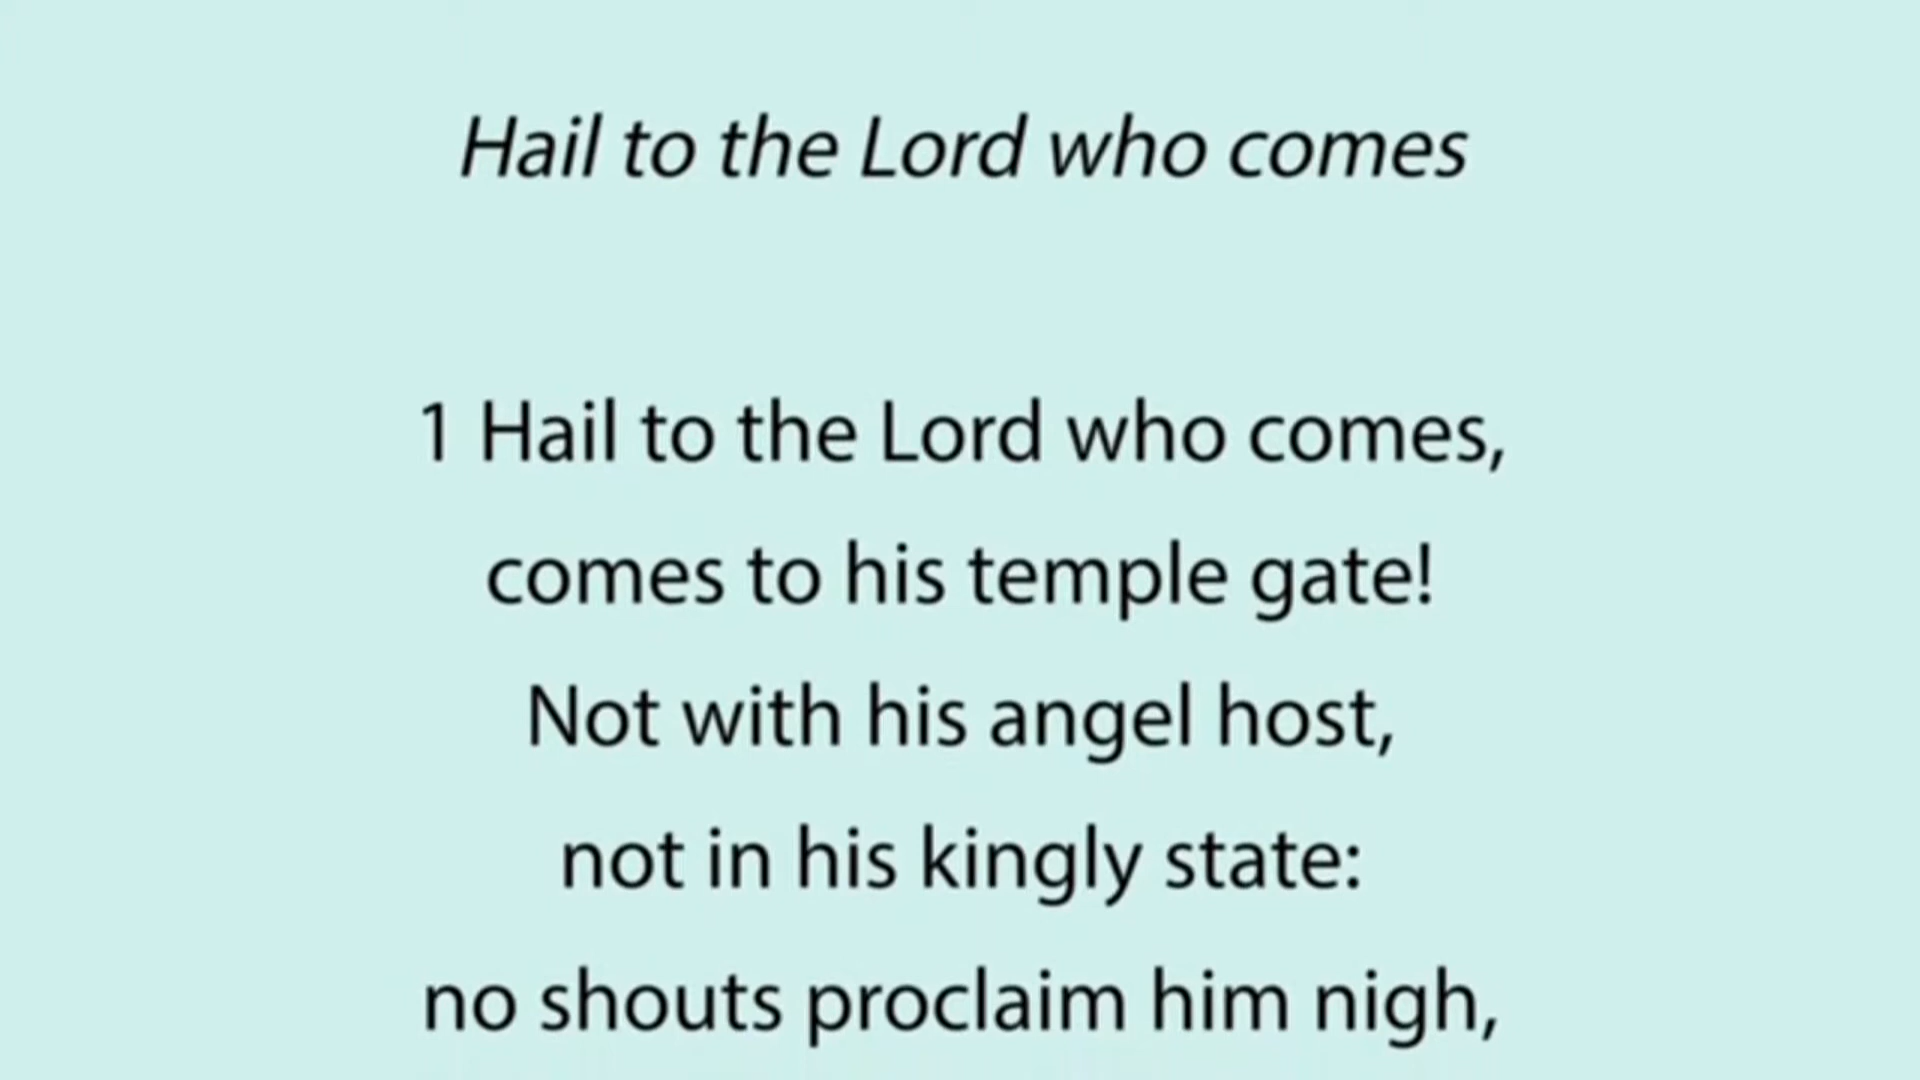 Hail to the Lord who comes
1 Hail to the Lord who comes,
comes to his temple gate!
Not with his angel host,
not in his kingly state:
no shouts proclaim him nigh,